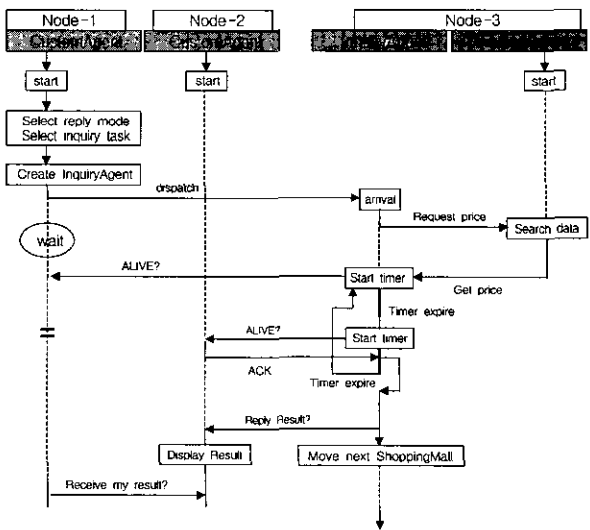 Node-1
Node-2
Node-3
start
start
start
Select reply mode
Select inquiry task
Create InquiryAgent
dispatch
arrival
Request price
Search data
wait
ALIVE?
Start timer
Get price
Timer expire
ALIVE?
Start timer
ACK
Timer expire
Reply Result?
Display Result
Move next ShoppingMall
Receive my result?